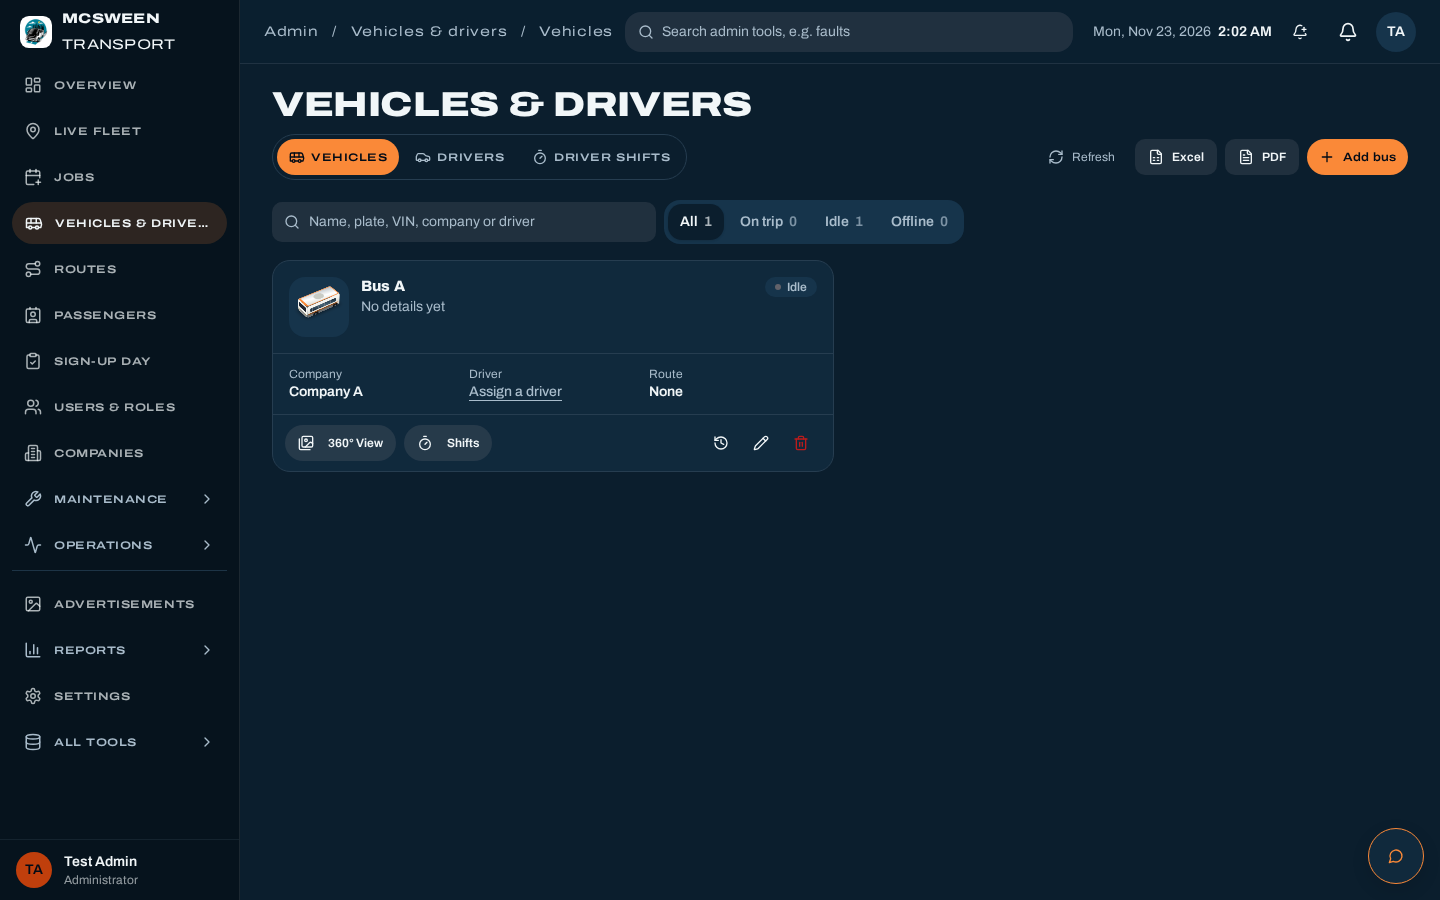 MCSWEEN
TRANSPORT
OVERVIEW
LIVE FLEET
JOBS
VEHICLES & DRIVE...
ROUTES
PASSENGERS
SIGN-UP DAY
USERS & ROLES
COMPANIES
MAINTENANCE
OPERATIONS
ADVERTISEMENTS
REPORTS
SETTINGS
ALL TOOLS
TA
Test Admin
Administrator
Admin / Vehicles & drivers / Vehicles
Search admin tools, e.g. faults
Mon, Nov 23, 2026 2:02 AM
TA
VEHICLES & DRIVERS
VEHICLES DRIVERS DRIVER SHIFTS
Refresh Excel PDF Add bus
Name, plate, VIN, company or driver
All 1 On trip 0 Idle 1 Offline 0
Bus A
No details yet
Idle
Company Driver Route
Company A Assign a driver None
360° View Shifts